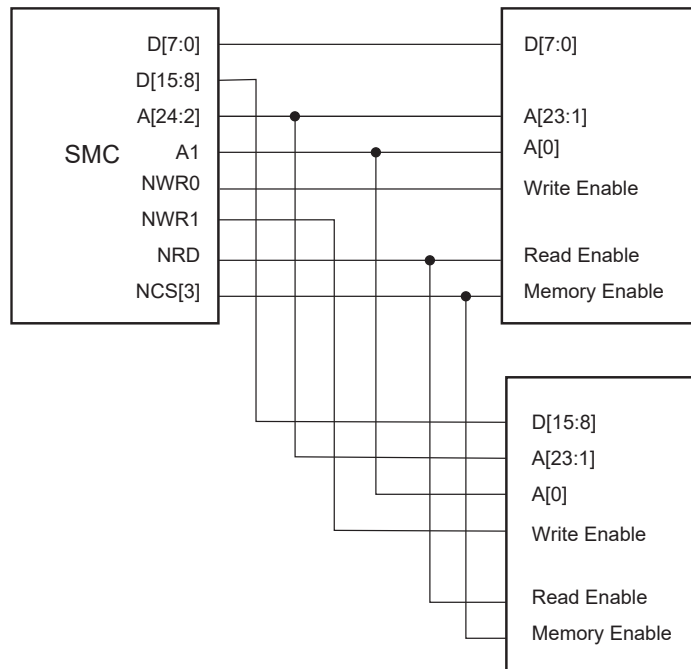 D[7:0]
D[15:8]
A[24:2]
SMC
A1
NWR0
NWR1
NRD
NCS[3]
D[7:0]
A[23:1]
A[0]
Write Enable
Read Enable
Memory Enable
D[15:8]
A[23:1]
A[0]
Write Enable
Read Enable
Memory Enable